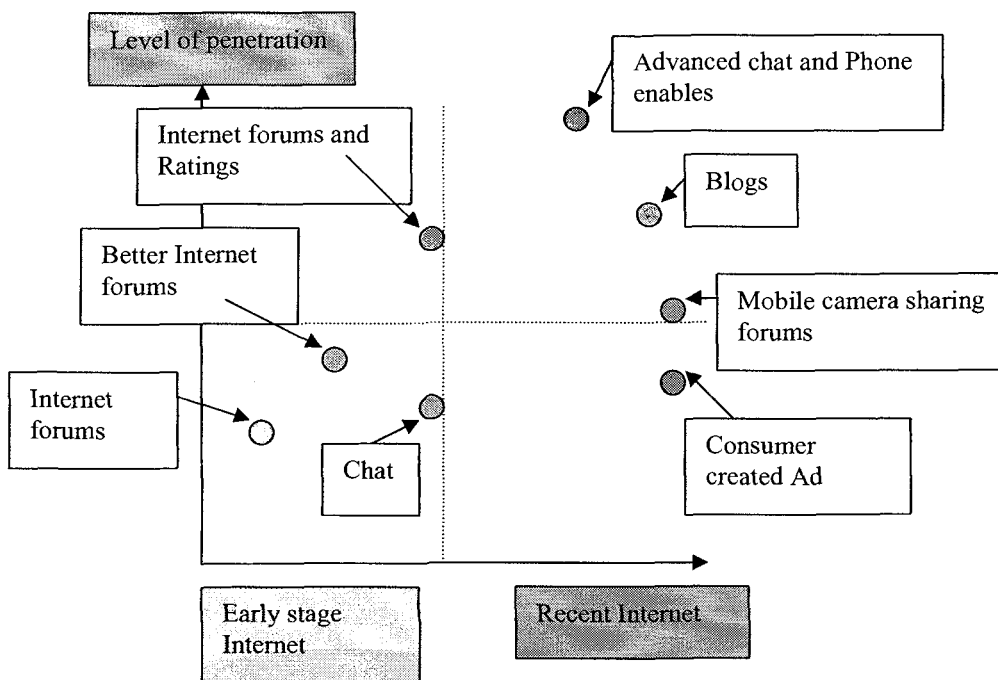 Level of penetration
Advanced chat and Phone
enables
Internet forums and
Ratings
Blogs
Better Internet
forums
Mobile camera sharing
forums
Internet
forums
Chat
Consumer
created Ad
Early stage
Internet
Recent Internet